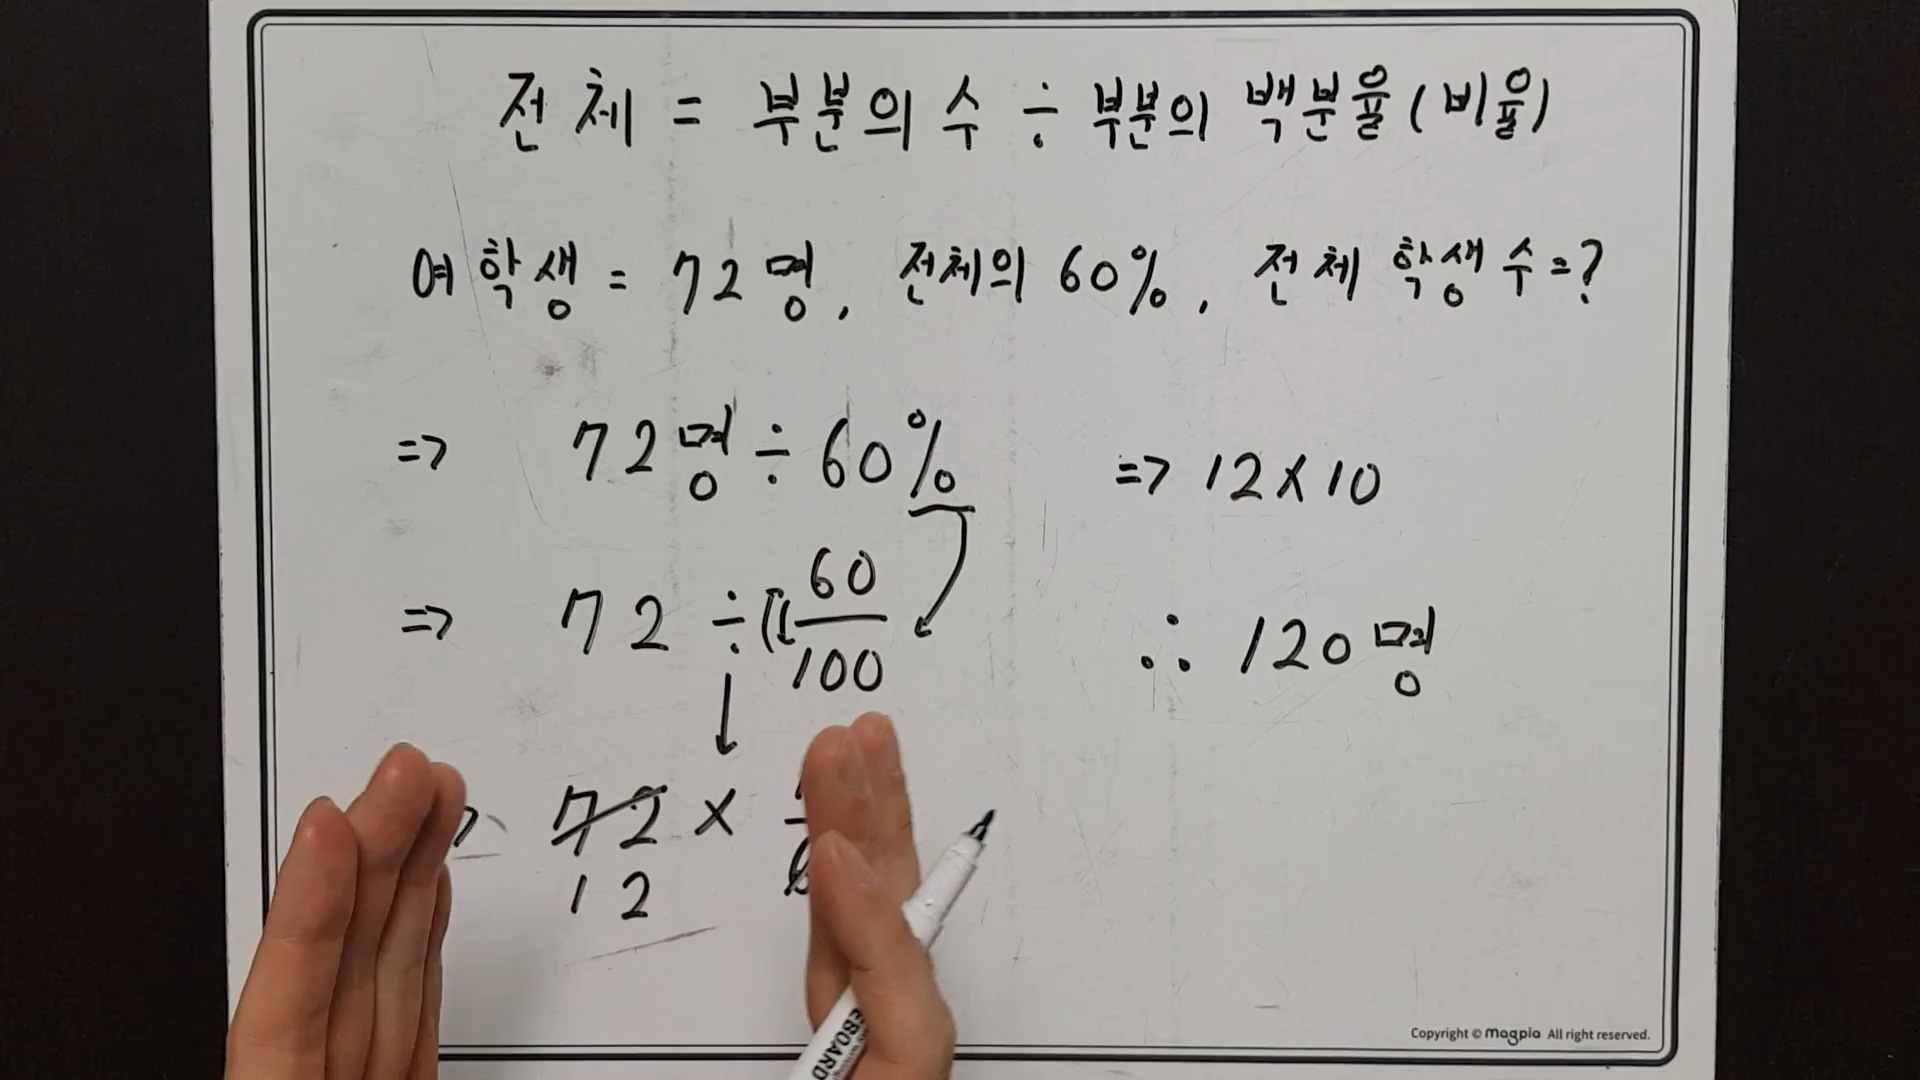 전체 = 부분의 수 ÷ 부분의 백분율(비율)
여학생 = 72명, 전체의 60%, 전체 학생 수=?
=> 72명 ÷ 60%
=> 72 ÷ 60/100
72 ×
12
=> 12×10
∴ 120명
EBOARD
Copyright © magpia All right reserved.